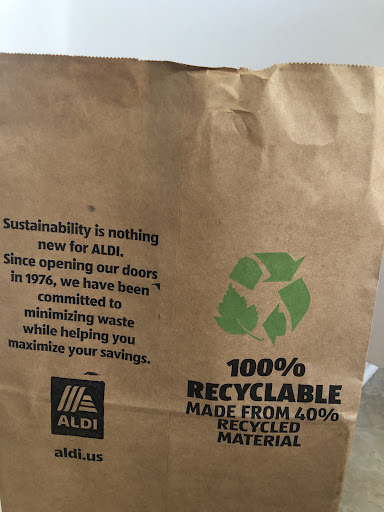 Sustainability is nothing
new for ALDI.
Since opening our doors
in 1976, we have been
committed to
minimizing waste
while helping you
maximize your savings.
ALDI
aldi.us
100%
RECYCLABLE
MADE FROM 40%
RECYCLED
MATERIAL